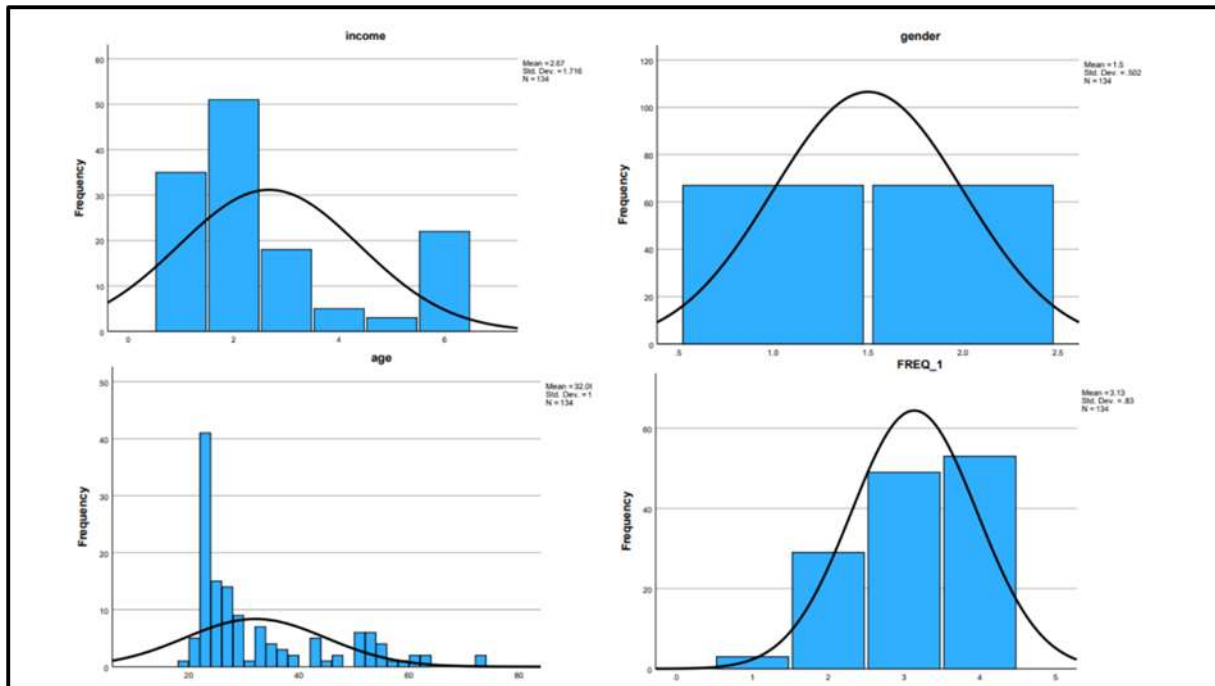 income
Mean =2.67
Std. Dev. =1.716
N =134
Frequency
60
50
40
30
20
10
0
0 2 4 6
gender
Mean =1.5
Std. Dev. =.502
N =134
Frequency
120
100
80
60
40
20
0
.5 1.0 1.5 2.0 2.5
age
Std. Dev. =1
N =134
Frequency
50
40
30
20
10
0
20 40 60 80
FREQ_1
Mean =3.13
Std. Dev. =.83
N =134
Frequency
60
40
20
0
0 1 2 3 4 5